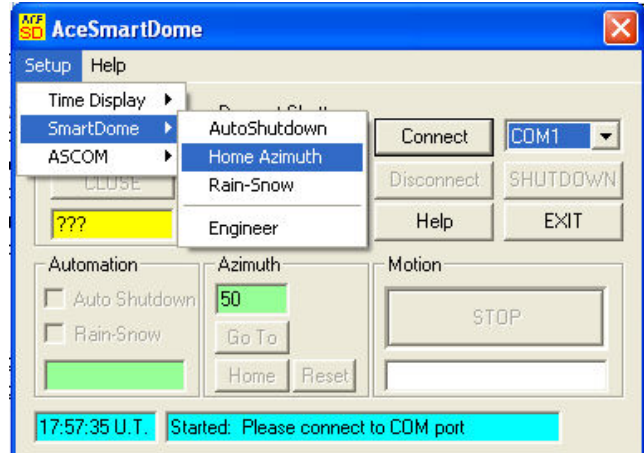 ACE SD AceSmartDome
Setup Help
Time Display
SmartDome
ASCOM
AutoShutdown
Home Azimuth
Rain-Snow
Engineer
CLOSE
???
Connect COM1
Disconnect SHUTDOWN
Help EXIT
Automation
Auto Shutdown
Rain-Snow
Azimuth
50
Go To
Home Reset
Motion
STOP
17:57:35 U.T. Started: Please connect to COM port